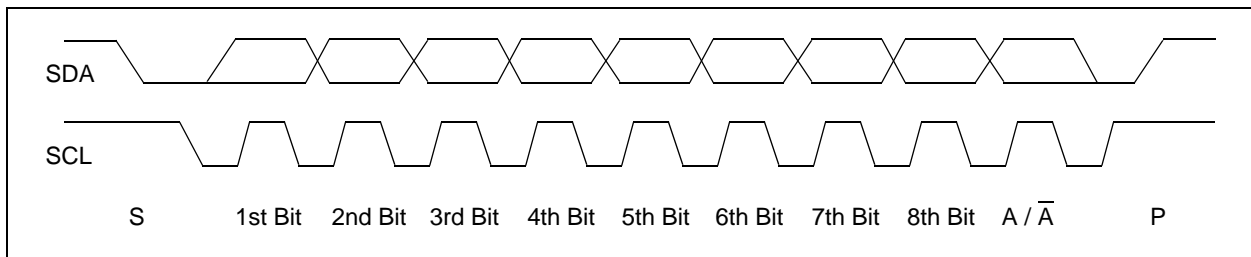 SDA
SCL
S 1st Bit 2nd Bit 3rd Bit 4th Bit 5th Bit 6th Bit 7th Bit 8th Bit A / A̅ P